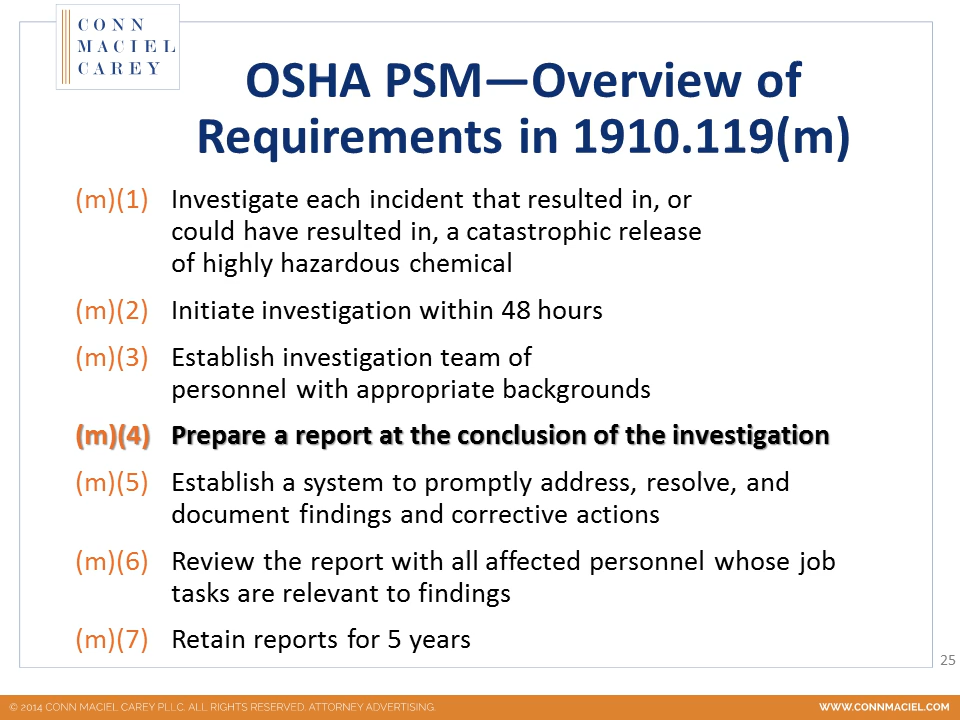 CONN
MACIEL
CAREY
OSHA PSM—Overview of
Requirements in 1910.119(m)
(m)(1) Investigate each incident that resulted in, or
could have resulted in, a catastrophic release
of highly hazardous chemical
(m)(2) Initiate investigation within 48 hours
(m)(3) Establish investigation team of
personnel with appropriate backgrounds
(m)(4) Prepare a report at the conclusion of the investigation
(m)(5) Establish a system to promptly address, resolve, and
document findings and corrective actions
(m)(6) Review the report with all affected personnel whose job
tasks are relevant to findings
(m)(7) Retain reports for 5 years
25
© 2014 CONN MACIEL CAREY PLLC. ALL RIGHTS RESERVED. ATTORNEY ADVERTISING. WWW.CONNMACIEL.COM